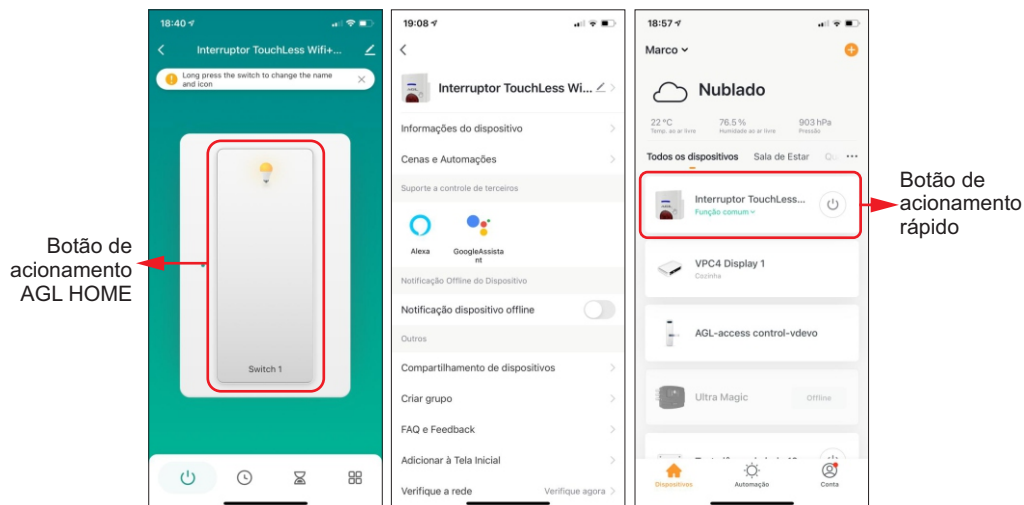 Botão de
acionamento
AGL HOME
18:40
Interruptor TouchLess Wifi+...
Long press the switch to change the name
and icon
Switch 1
19:08
Interruptor TouchLess Wi...
Informações do dispositivo
Cenas e Automações
Suporte a controle de terceiros
Alexa
GoogleAssista
nt
Notificação Offline do Dispositivo
Notificação dispositivo offline
Outros
Compartilhamento de dispositivos
Criar grupo
FAQ e Feedback
Adicionar à Tela Inicial
Verifique a rede
Verifique agora
18:57
Marco
Nublado
22 °C
76.5 %
903 hPa
Temp. ao ar livre
Humidade ao ar livre
Pressão
Todos os dispositivos
Sala de Estar
Interruptor TouchLess...
Função comum
VPC4 Display 1
Cozinha
AGL-access control-vdevo
Ultra Magic
Offline
Dispositivos
Automação
Conta
Botão de
acionamento
rápido